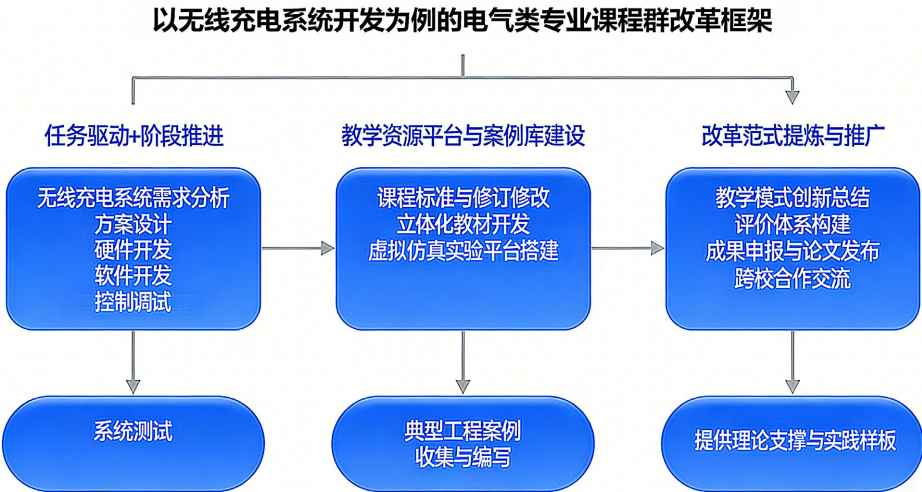 以无线充电系统开发为例的电气类专业课程群改革框架
任务驱动+阶段推进
教学资源平台与案例库建设
改革范式提炼与推广
无线充电系统需求分析
方案设计
硬件开发
软件开发
控制调试
课程标准与修订修改
立体化教材开发
虚拟仿真实验平台搭建
教学模式创新总结
评价体系构建
成果申报与论文发布
跨校合作交流
系统测试
典型工程案例
收集与编写
提供理论支撑与实践样板